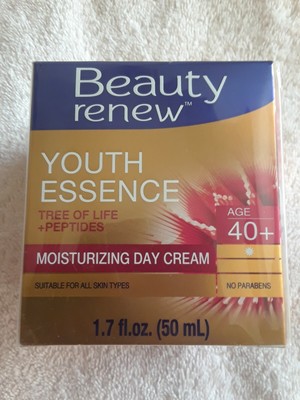 Beauty
renew™
YOUTH
ESSENCE
TREE OF LIFE
+PEPTIDES
AGE
40+
MOISTURIZING DAY CREAM
SUITABLE FOR ALL SKIN TYPES
NO PARABENS
1.7 fl.oz. (50 mL)